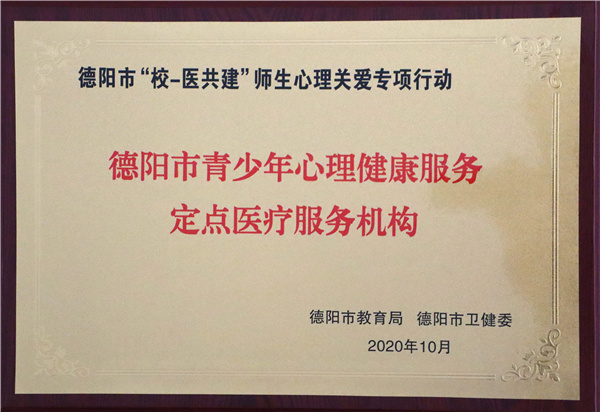 德阳市“校–医共建”师生心理关爱专项行动
德阳市青少年心理健康服务
定点医疗服务机构
德阳市教育局 德阳市卫健委
2020年10月